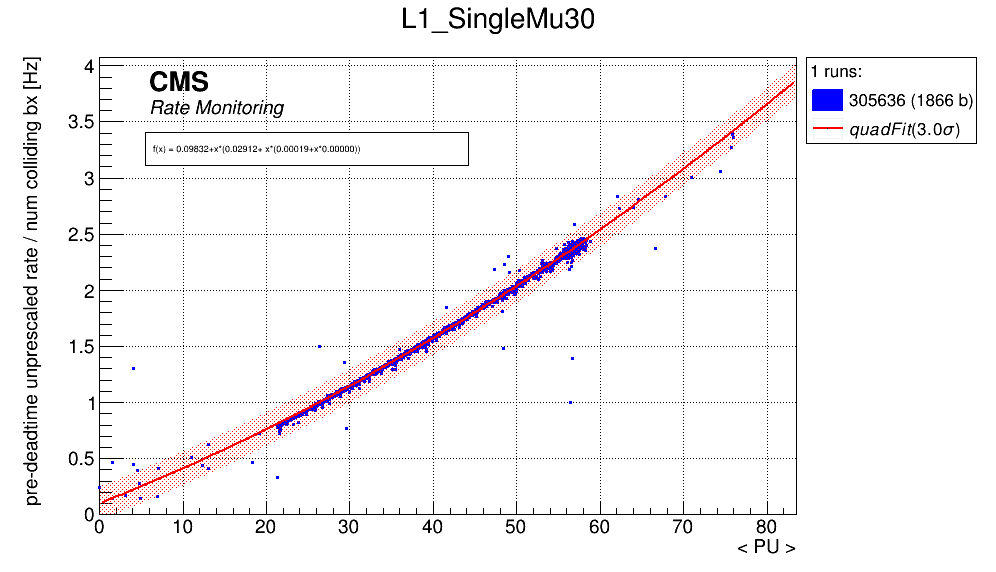 L1_SingleMu30
pre-deadtime unprescaled rate / num colliding bx [Hz]
CMS
Rate Monitoring
f(x) = 0.09832+x*(0.02912+ x*(0.00019+x*0.00000))
1 runs:
305636 (1866 b)
quadFit(3.0σ)
4
3.5
3
2.5
2
1.5
1
0.5
0
0 10 20 30 40 50 60 70 80
< PU >